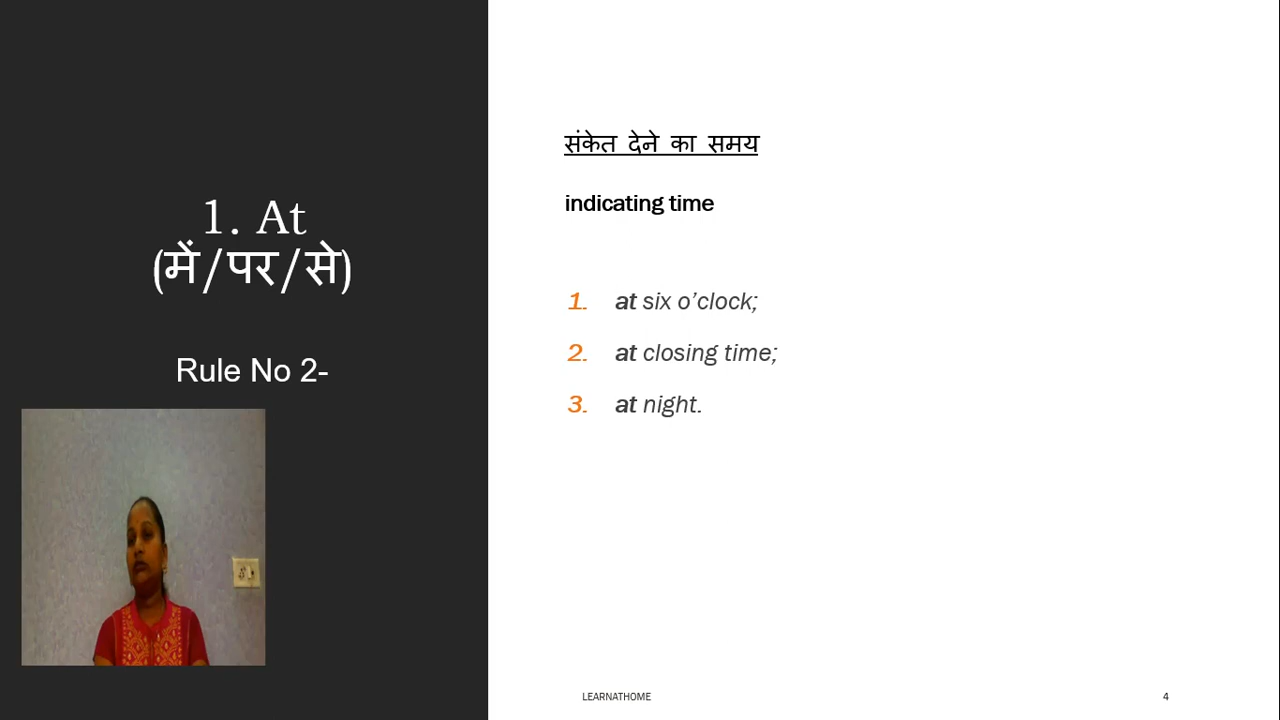 1. At
(में/पर/से)
Rule No 2-
संकेत देने का समय
indicating time
1. at six o’clock;
2. at closing time;
3. at night.
LEARNATHOME
4